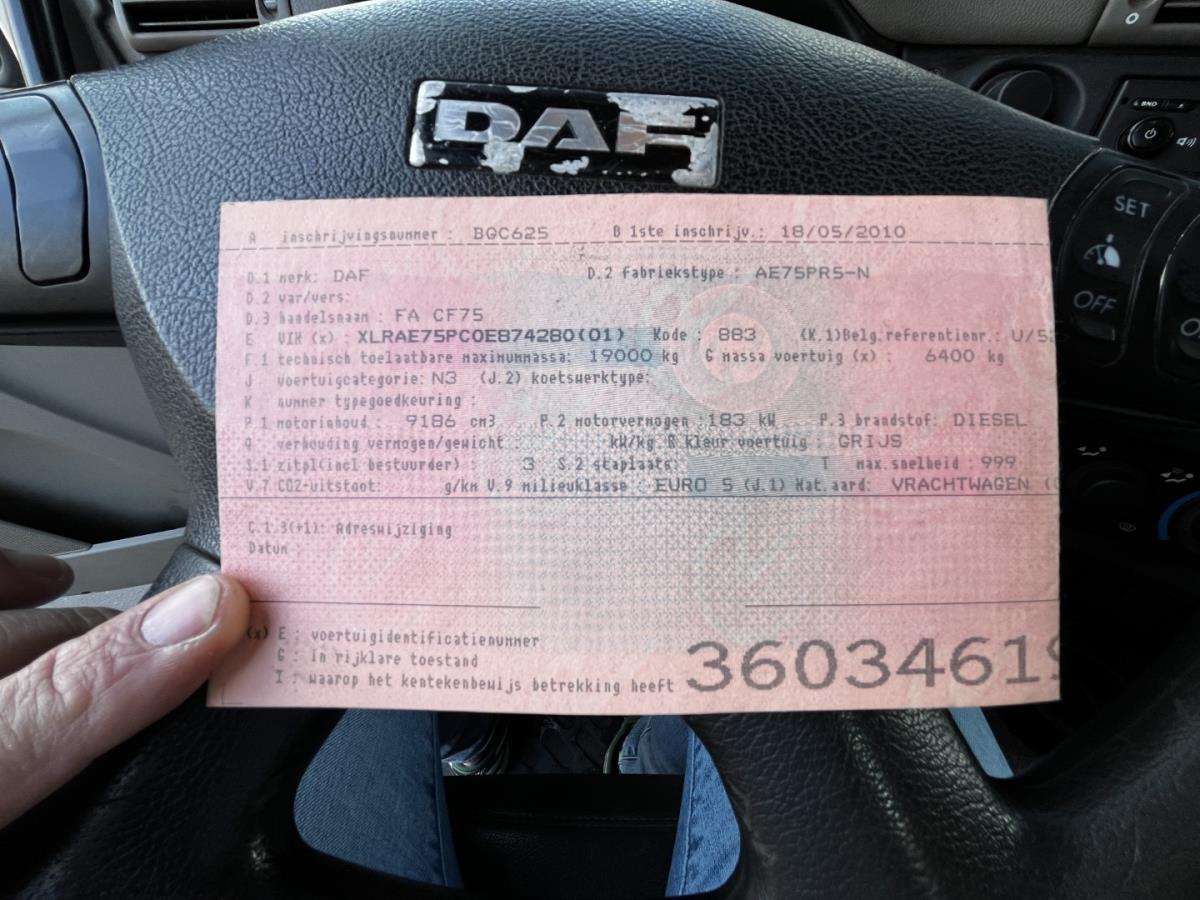 DAF
BND
SET
OFF
A inschrijvingsnummer : BQC625 B 1ste inschrijv.: 18/05/2010
D.1 merk: DAF D.2 fabriekstype : AE75PR5-N
D.2 var/vers:
D.3 handelsnaam : FA CF75
E VIN (x) : XLRAE75PC0E874280(01) Kode : 883 (K.1)Belg.referentienr.: U/5
F.1 technisch toelaatbare maximummassa: 19000 kg G massa voertuig (x) : 6400 kg
J voertuigcategorie: N3 (J.2) koetswerktype:
K nummer typegoedkeuring :
P.1 motorinhoud : 9186 cm3 P.2 motorvermogen :183 kW P.3 brandstof: DIESEL
Q verhouding vermogen/gewicht : kW/kg R kleur voertuig : GRIJS
S.1 zitpl(incl bestuurder) : 3 S.2 staplaats: T max.snelheid : 999
V.7 CO2-uitstoot: g/km V.9 milieuklasse : EURO 5 (J.1) Nat.aard: VRACHTWAGEN (
C.1.3(+1): Adreswijziging
Datum :
(x) E : voertuigidentificatienummer
G : In rijklare toestand
I : waarop het kentekenbewijs betrekking heeft
36034619